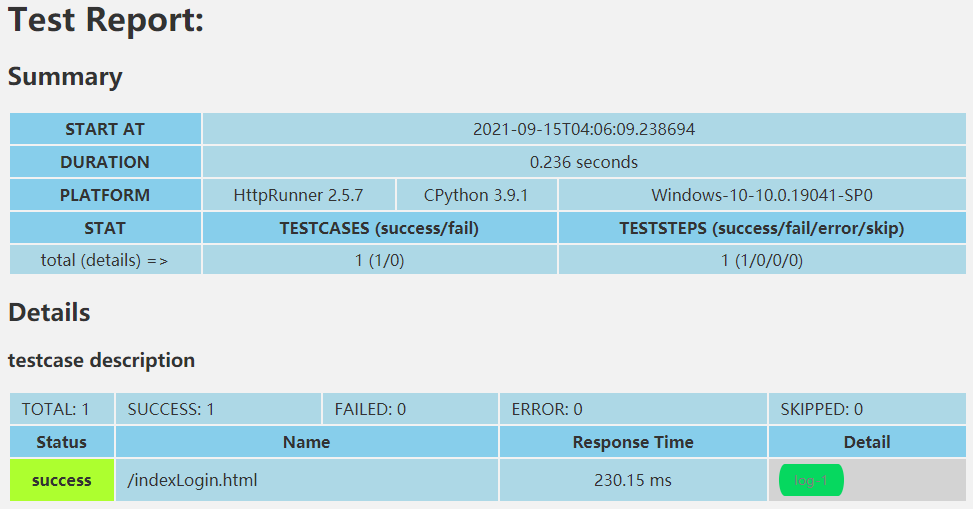 Test Report:
Summary
START AT 2021-09-15T04:06:09.238694
DURATION 0.236 seconds
PLATFORM HttpRunner 2.5.7 CPython 3.9.1 Windows-10-10.0.19041-SP0
STAT TESTCASES (success/fail) TESTSTEPS (success/fail/error/skip)
total (details) => 1 (1/0) 1 (1/0/0/0)
Details
testcase description
TOTAL: 1 SUCCESS: 1 FAILED: 0 ERROR: 0 SKIPPED: 0
Status Name Response Time Detail
success /indexLogin.html 230.15 ms log-1